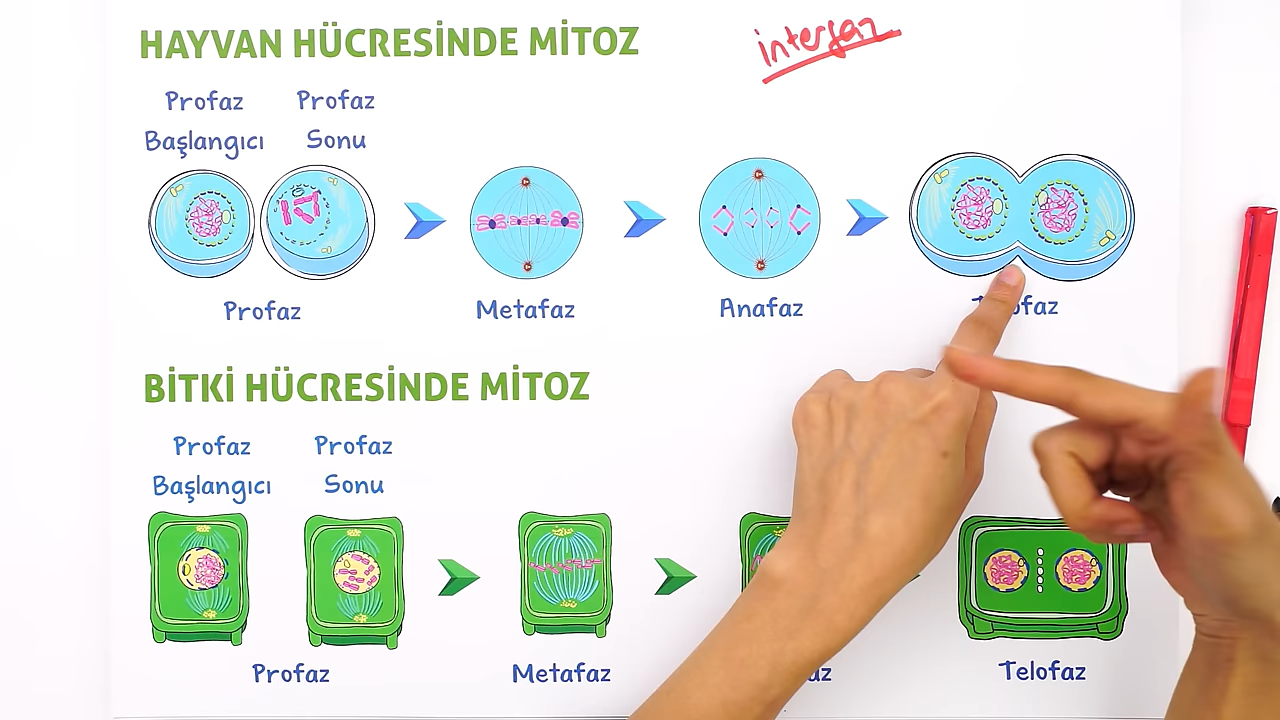 HAYVAN HÜCRESİNDE MİTOZ
interfaz
Profaz Başlangıcı
Profaz Sonu
Profaz
Metafaz
Anafaz
BİTKİ HÜCRESİNDE MİTOZ
Profaz Başlangıcı
Profaz Sonu
Profaz
Metafaz
Telofaz